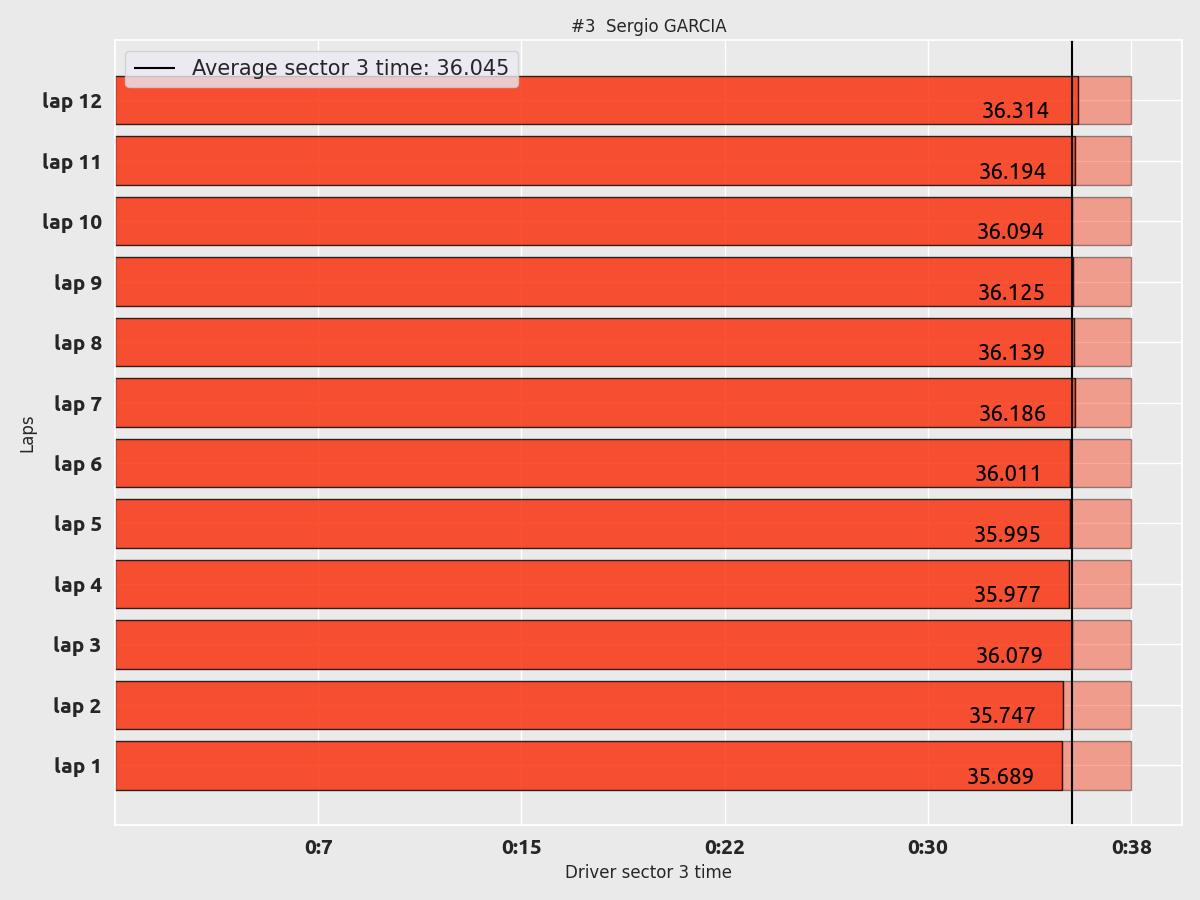 #3  Sergio GARCIA
Average sector 3 time: 36.045
lap 12
36.314
lap 11
36.194
lap 10
36.094
lap 9
36.125
lap 8
36.139
lap 7
36.186
lap 6
36.011
lap 5
35.995
lap 4
35.977
lap 3
36.079
lap 2
35.747
lap 1
35.689
Laps
0:7 0:15 0:22 0:30 0:38
Driver sector 3 time